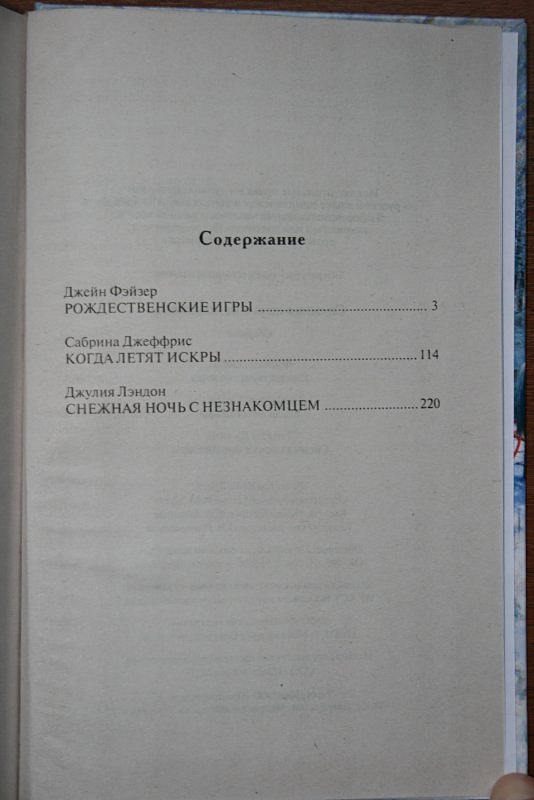 Содержание
Джейн Фэйзер
РОЖДЕСТВЕНСКИЕ ИГРЫ ........................................... 3
Сабрина Джеффрис
КОГДА ЛЕТЯТ ИСКРЫ ................................................. 114
Джулия Лэндон
СНЕЖНАЯ НОЧЬ С НЕЗНАКОМЦЕМ ........................ 220